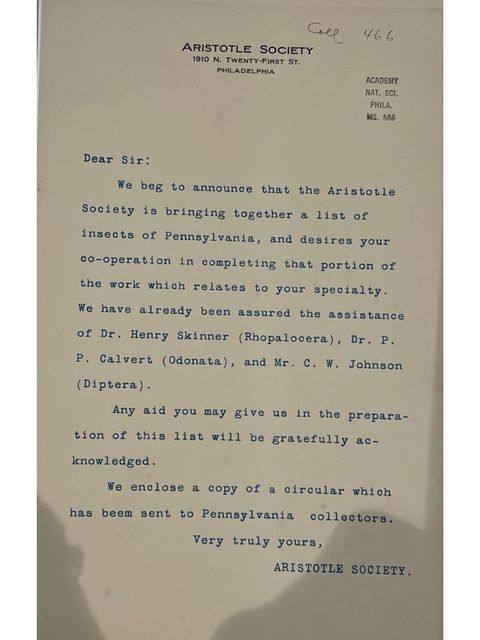 Coll 466
ARISTOTLE SOCIETY
1910 N. TWENTY-FIRST ST.
PHILADELPHIA
ACADEMY
NAT. SCI.
PHILA.
MS. 586
Dear Sir:
We beg to announce that the Aristotle
Society is bringing together a list of
insects of Pennsylvania, and desires your
co-operation in completing that portion of
the work which relates to your specialty.
We have already been assured the assistance
of Dr. Henry Skinner (Rhopalocera), Dr. P.
P. Calvert (Odonata), and Mr. C. W. Johnson
(Diptera).
Any aid you may give us in the prepara-
tion of this list will be gratefully ac-
knowledged.
We enclose a copy of a circular which
has beem sent to Pennsylvania collectors.
Very truly yours,
ARISTOTLE SOCIETY.